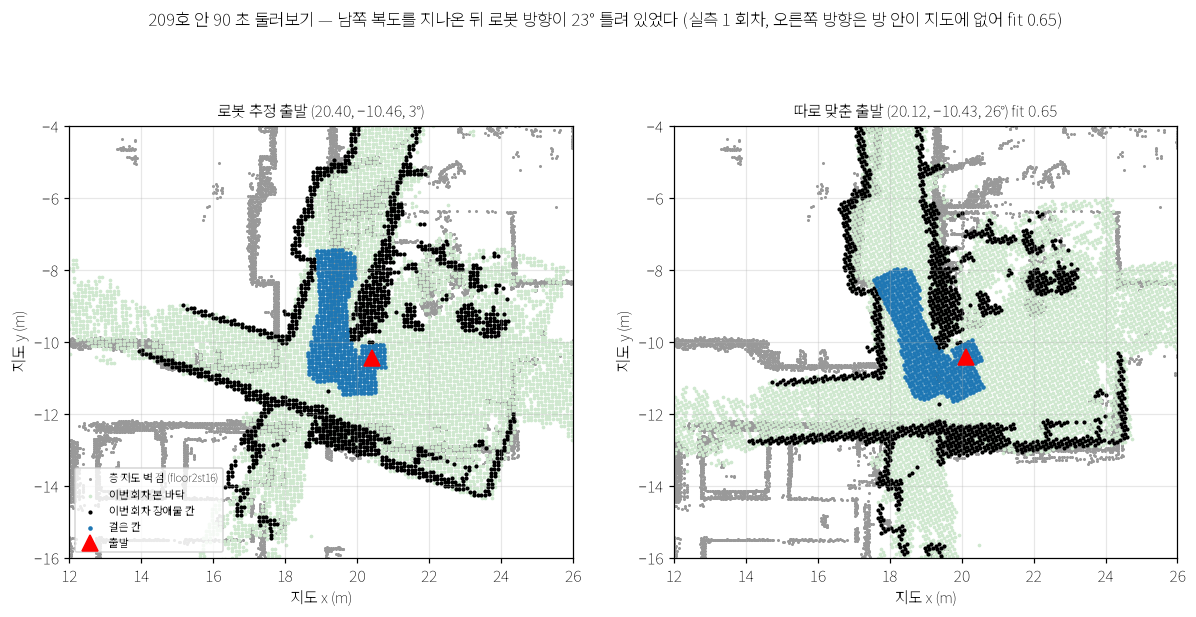 209호 안 90 초 둘러보기 — 남쪽 복도를 지나온 뒤 로봇 방향이 23° 틀려 있었다 (실측 1 회차, 오른쪽 방향은 방 안이 지도에 없어 fit 0.65)
로봇 추정 출발 (20.40, −10.46, 3°)
−4
−6
−8
−10
−12
−14
−16
지도 y (m)
층 지도 벽 점 (floor2st16)
이번 회차 본 바닥
이번 회차 장애물 칸
걸은 칸
출발
12 14 16 18 20 22 24 26
지도 x (m)
따로 맞춘 출발 (20.12, −10.43, 26°) fit 0.65
−4
−6
−8
−10
−12
−14
−16
지도 y (m)
12 14 16 18 20 22 24 26
지도 x (m)